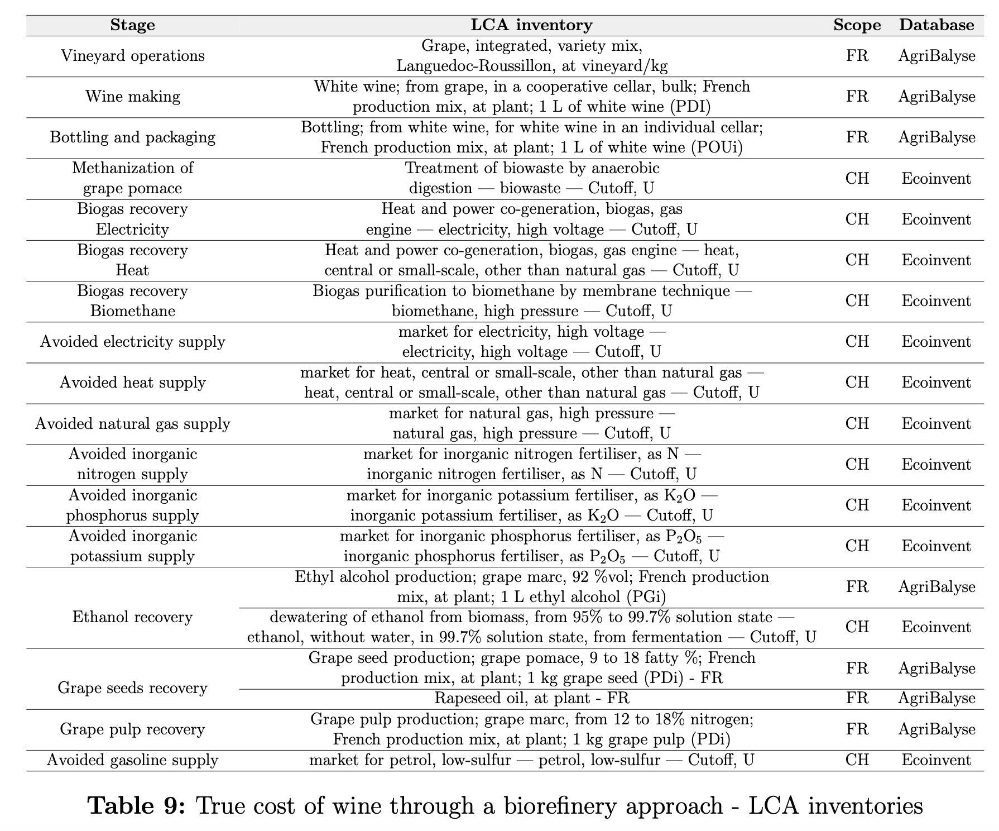 Stage LCA inventory Scope Database
Vineyard operations
Grape, integrated, variety mix,
Languedoc-Roussillon, at vineyard/kg
FR AgriBalyse
Wine making
White wine; from grape, in a cooperative cellar, bulk; French
production mix, at plant; 1 L of white wine (PDI)
FR AgriBalyse
Bottling and packaging
Bottling; from white wine, for white wine in an individual cellar;
French production mix, at plant; 1 L of white wine (POUi)
FR AgriBalyse
Methanization of
grape pomace
Treatment of biowaste by anaerobic
digestion — biowaste — Cutoff, U
CH Ecoinvent
Biogas recovery
Electricity
Heat and power co-generation, biogas, gas
engine — electricity, high voltage — Cutoff, U
CH Ecoinvent
Biogas recovery
Heat
Heat and power co-generation, biogas, gas engine — heat,
central or small-scale, other than natural gas — Cutoff, U
CH Ecoinvent
Biogas recovery
Biomethane
Biogas purification to biomethane by membrane technique —
biomethane, high pressure — Cutoff, U
CH Ecoinvent
Avoided electricity supply
market for electricity, high voltage —
electricity, high voltage — Cutoff, U
CH Ecoinvent
Avoided heat supply
market for heat, central or small-scale, other than natural gas —
heat, central or small-scale, other than natural gas — Cutoff, U
CH Ecoinvent
Avoided natural gas supply
market for natural gas, high pressure —
natural gas, high pressure — Cutoff, U
CH Ecoinvent
Avoided inorganic
nitrogen supply
market for inorganic nitrogen fertiliser, as N —
inorganic nitrogen fertiliser, as N — Cutoff, U
CH Ecoinvent
Avoided inorganic
phosphorus supply
market for inorganic potassium fertiliser, as K₂O —
inorganic potassium fertiliser, as K₂O — Cutoff, U
CH Ecoinvent
Avoided inorganic
potassium supply
market for inorganic phosphorus fertiliser, as P₂O₅ —
inorganic phosphorus fertiliser, as P₂O₅ — Cutoff, U
CH Ecoinvent
Ethanol recovery
Ethyl alcohol production; grape marc, 92 %vol; French production
mix, at plant; 1 L ethyl alcohol (PGi)
FR AgriBalyse
dewatering of ethanol from biomass, from 95% to 99.7% solution state —
ethanol, without water, in 99.7% solution state, from fermentation — Cutoff, U
CH Ecoinvent
Grape seeds recovery
Grape seed production; grape pomace, 9 to 18 fatty %; French
production mix, at plant; 1 kg grape seed (PDi) - FR
FR AgriBalyse
Rapeseed oil, at plant - FR
FR AgriBalyse
Grape pulp recovery
Grape pulp production; grape marc, from 12 to 18% nitrogen;
French production mix, at plant; 1 kg grape pulp (PDi)
FR AgriBalyse
Avoided gasoline supply
market for petrol, low-sulfur — petrol, low-sulfur — Cutoff, U
CH Ecoinvent
Table 9: True cost of wine through a biorefinery approach - LCA inventories